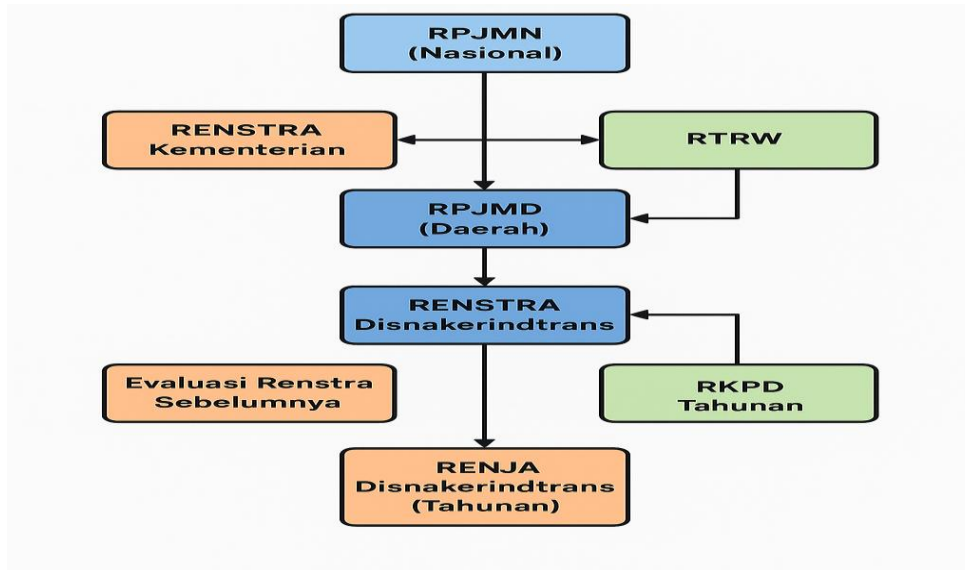 RPJMN
(Nasional)
RENSTRA
Kementerian
RTRW
RPJMD
(Daerah)
RENSTRA
Disnakerindtrans
Evaluasi Renstra
Sebelumnya
RKPD
Tahunan
RENJA
Disnakerindtrans
(Tahunan)